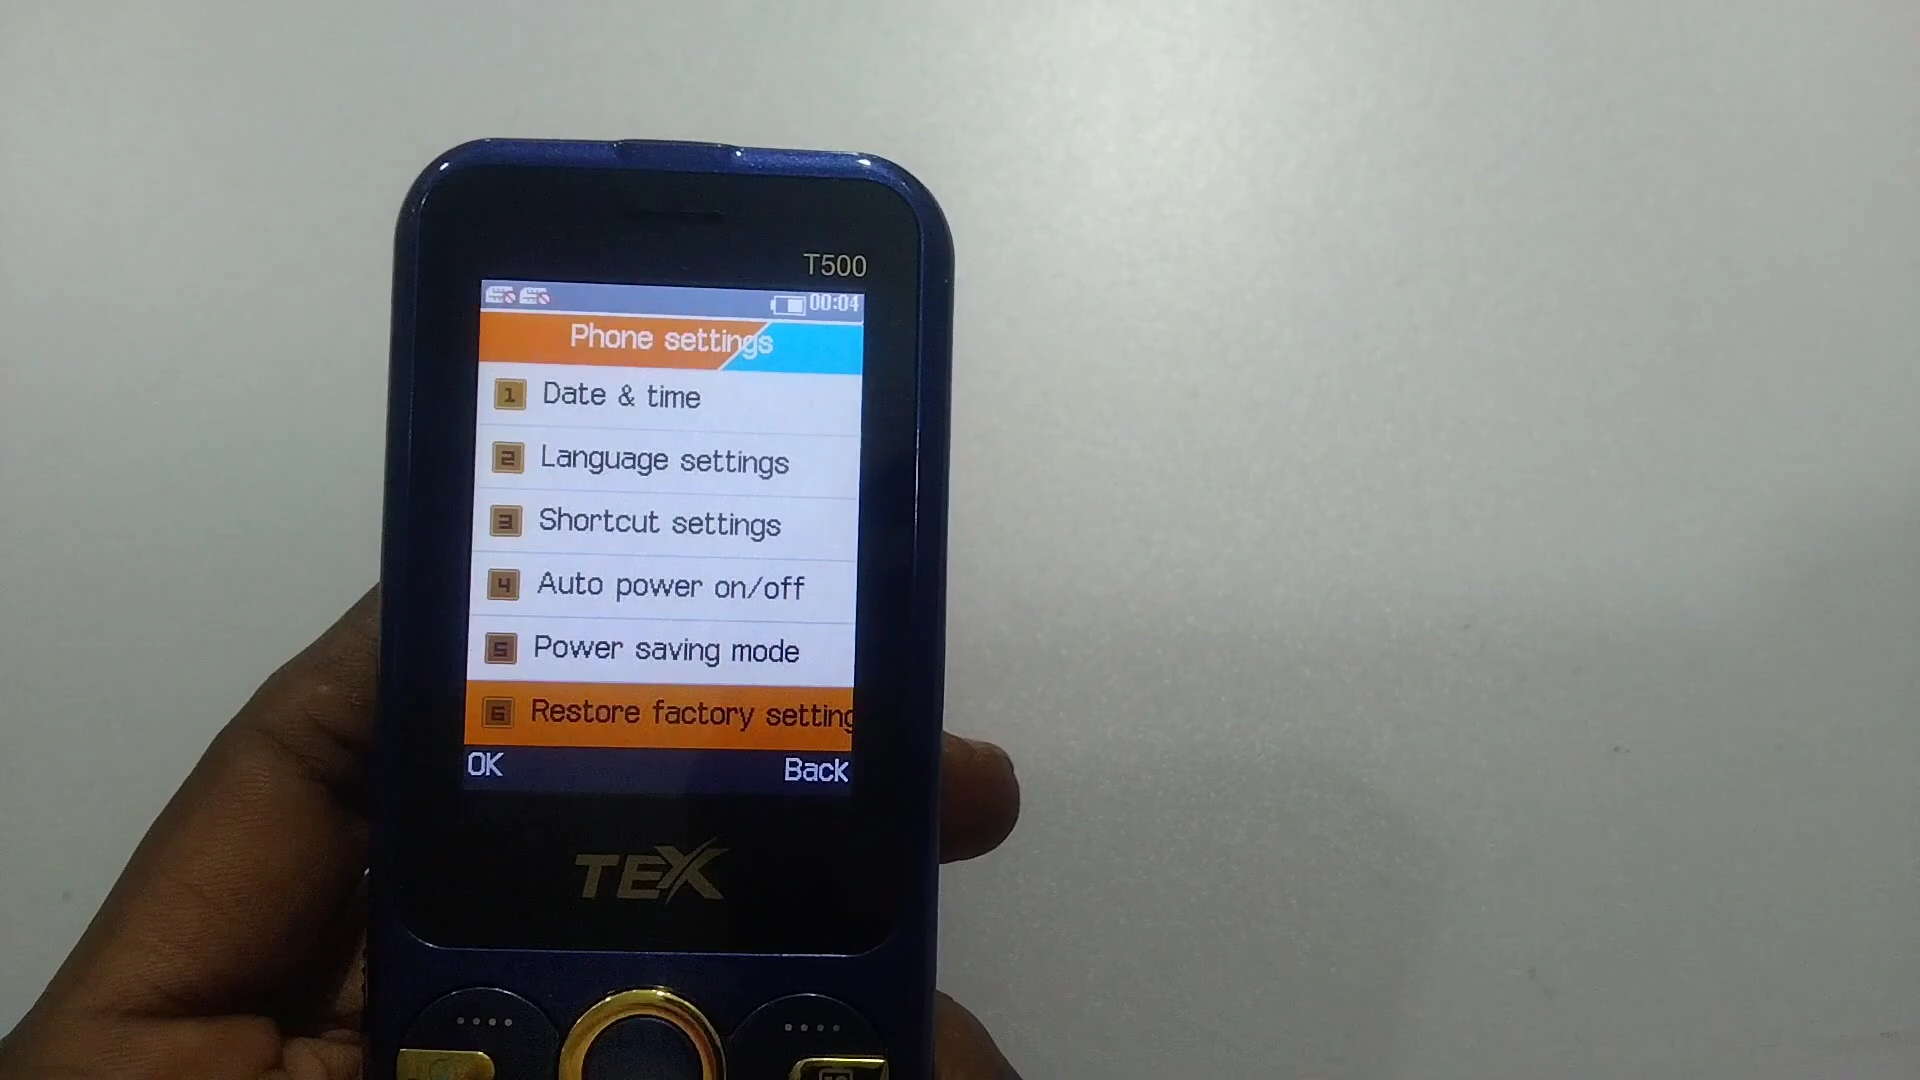 T500
00:04
Phone settings
1 Date & time
2 Language settings
3 Shortcut settings
4 Auto power on/off
5 Power saving mode
6 Restore factory setting
OK Back
TEX